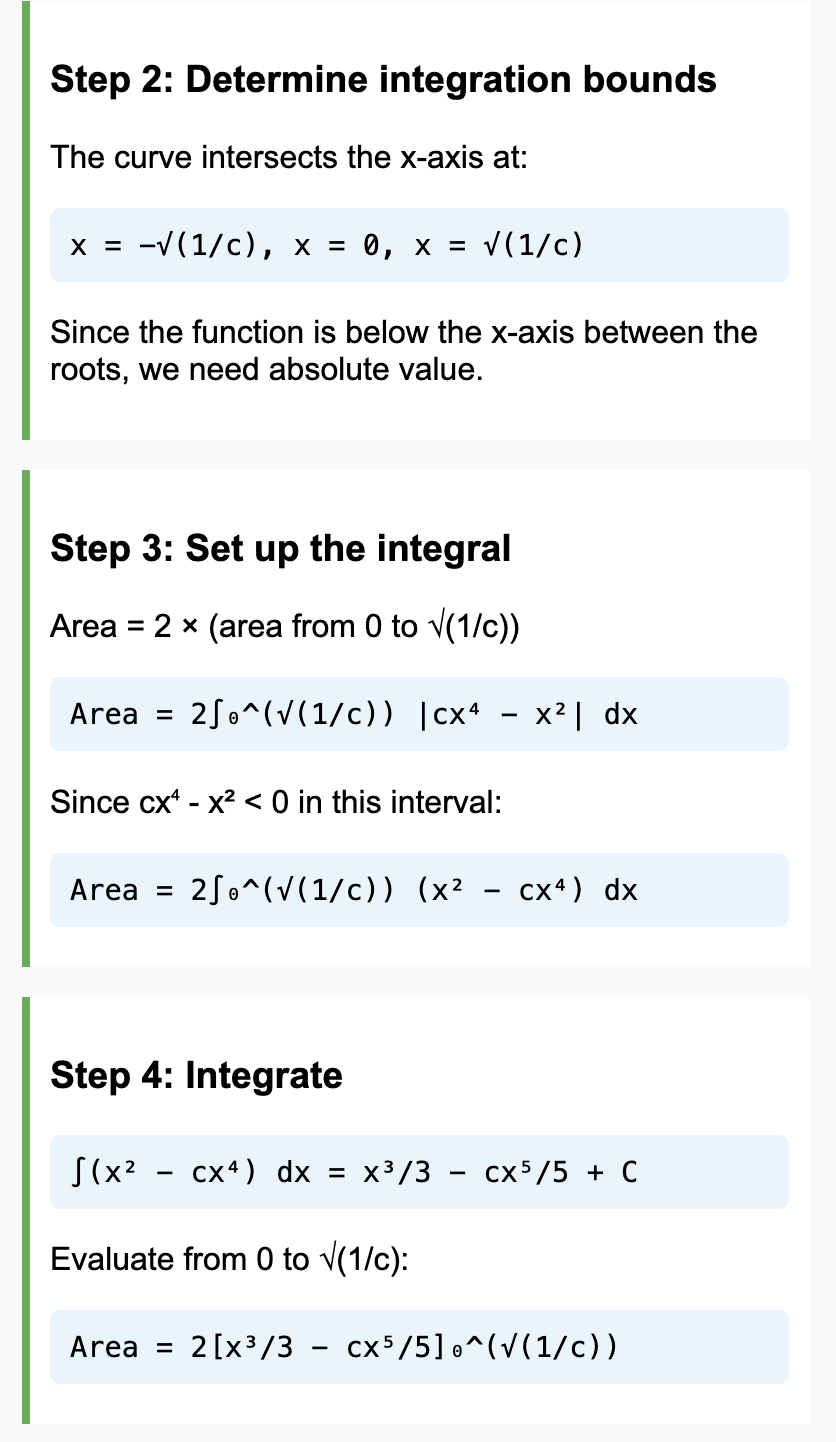 Step 2: Determine integration bounds
The curve intersects the x-axis at:
x = −√(1/c), x = 0, x = √(1/c)
Since the function is below the x-axis between the
roots, we need absolute value.
Step 3: Set up the integral
Area = 2 × (area from 0 to √(1/c))
Area = 2∫₀^(√(1/c)) |cx⁴ − x²| dx
Since cx⁴ - x² < 0 in this interval:
Area = 2∫₀^(√(1/c)) (x² − cx⁴) dx
Step 4: Integrate
∫(x² − cx⁴) dx = x³/3 − cx⁵/5 + C
Evaluate from 0 to √(1/c):
Area = 2[x³/3 − cx⁵/5]₀^(√(1/c))